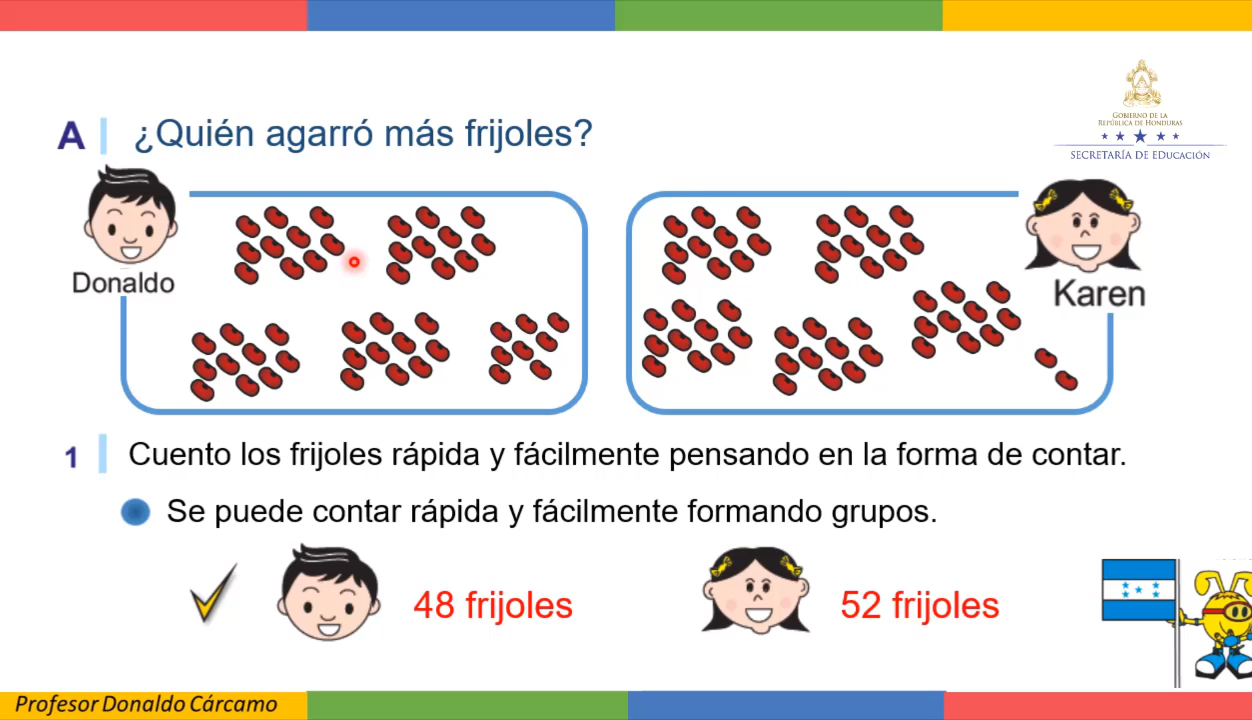 GOBIERNO DE LA
REPÚBLICA DE HONDURAS
SECRETARÍA DE EDUCACIÓN
A
¿Quién agarró más frijoles?
Donaldo
Karen
1
Cuento los frijoles rápida y fácilmente pensando en la forma de contar.
Se puede contar rápida y fácilmente formando grupos.
48 frijoles
52 frijoles
Profesor Donaldo Cárcamo